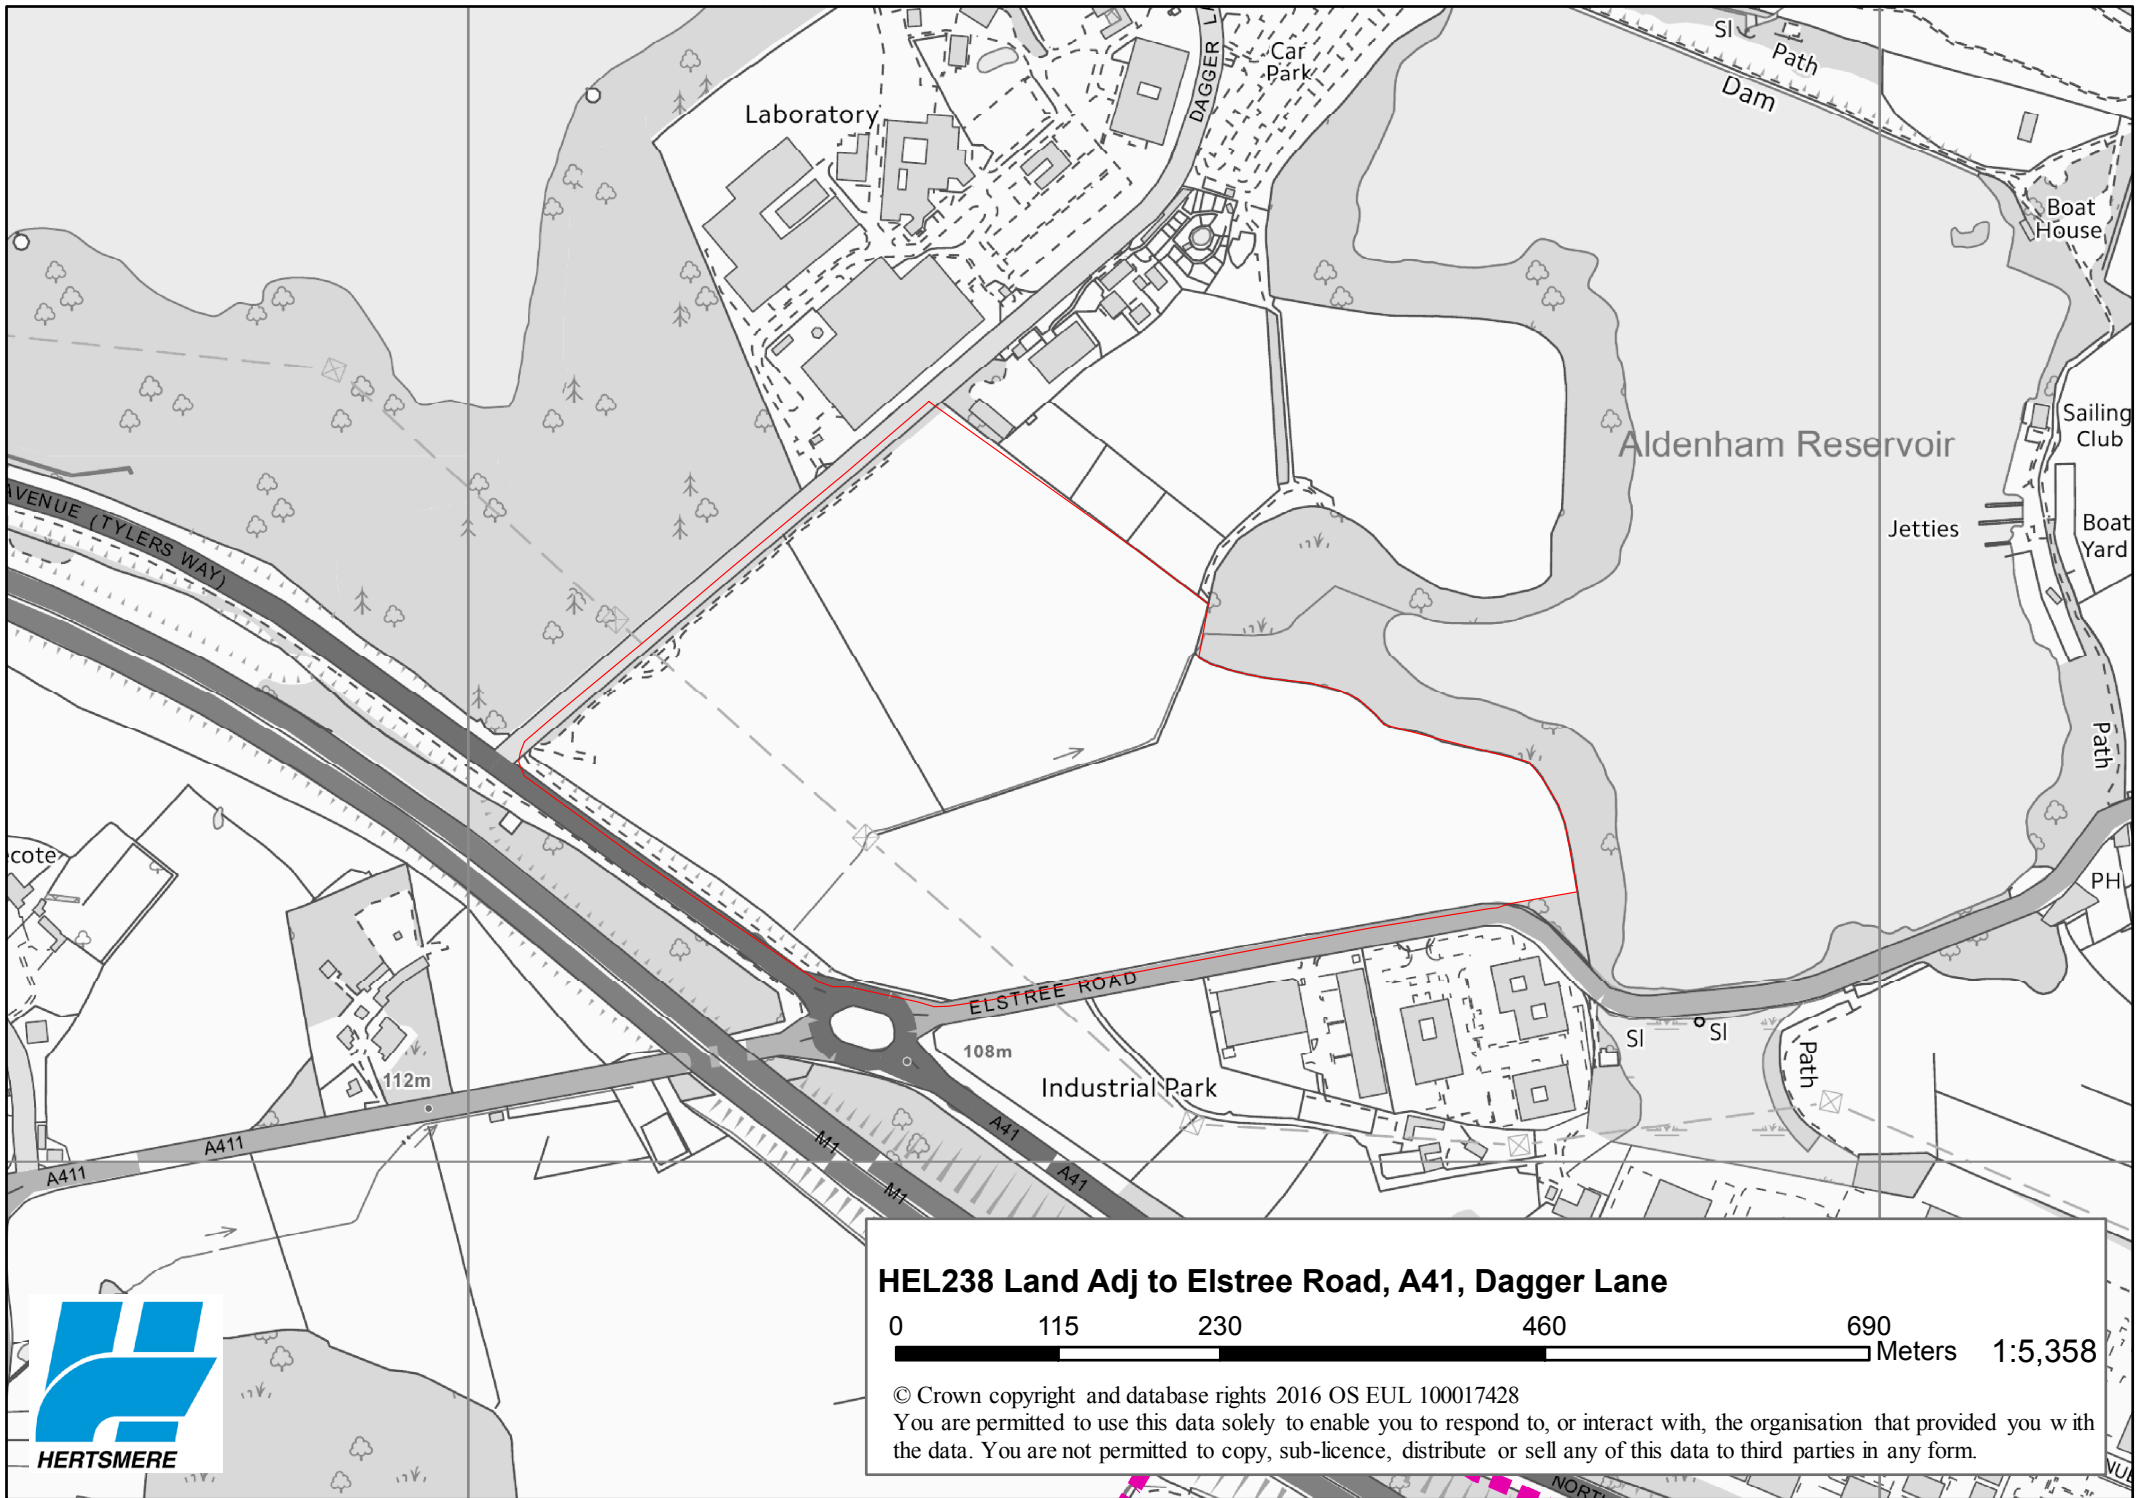 SI
Path
Dam
Car
Park
DAGGER
Laboratory
Boat
House
Sailing
Club
Aldenham Reservoir
Jetties
Boat
Yard
AVENUE (TYLERS WAY)
Path
cote
PH
ELSTREE ROAD
108m
SI
SI
Path
112m
Industrial Park
A411
A411
A41
A41
M1
M1
HEL238 Land Adj to Elstree Road, A41, Dagger Lane
0 115 230 460 690
Meters 1:5,358
© Crown copyright and database rights 2016 OS EUL 100017428
You are permitted to use this data solely to enable you to respond to, or interact with, the organisation that provided you with
the data. You are not permitted to copy, sub-licence, distribute or sell any of this data to third parties in any form.
HERTSMERE